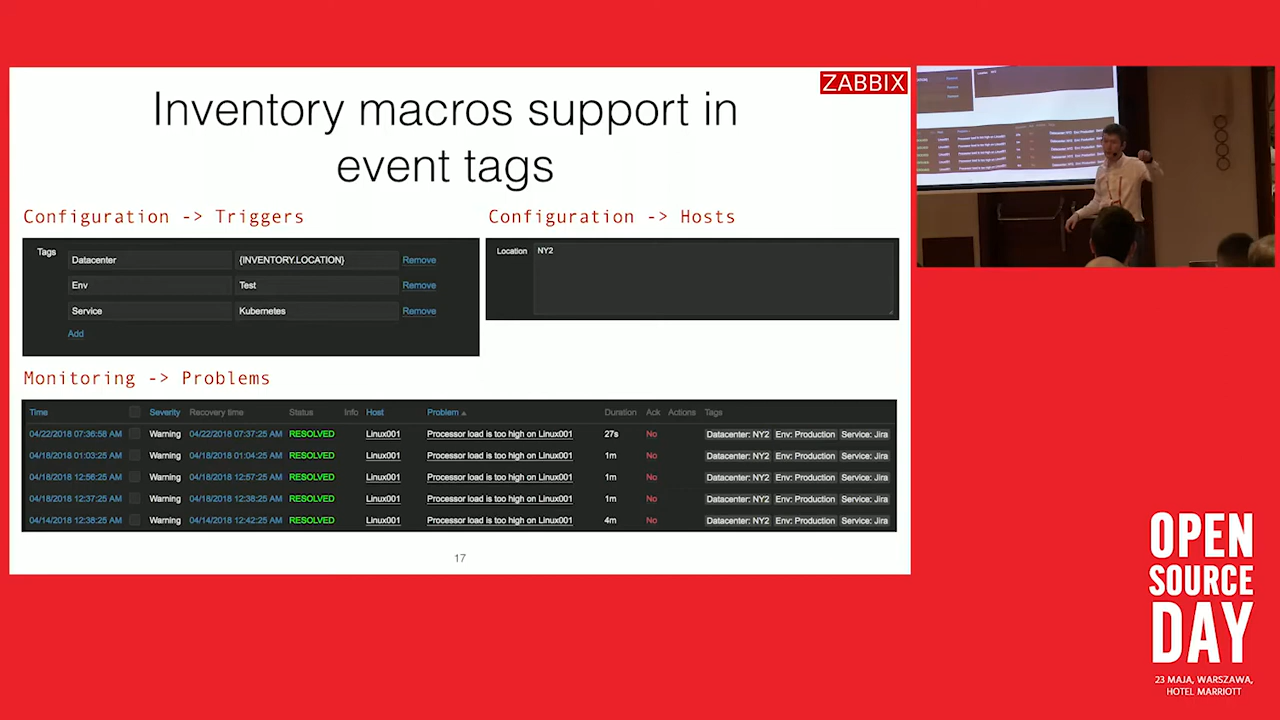 ZABBIX
Inventory macros support in
event tags
Configuration -> Triggers
Tags
Datacenter {INVENTORY.LOCATION} Remove
Env Test Remove
Service Kubernetes Remove
Add
Configuration -> Hosts
Location NY2
Monitoring -> Problems
Time Severity Recovery time Status Info Host Problem Duration Ack Actions Tags
04/22/2018 07:36:58 AM Warning 04/22/2018 07:37:25 AM RESOLVED Linux001 Processor load is too high on Linux001 27s No Datacenter: NY2 Env: Production Service: Jira
04/18/2018 01:03:25 AM Warning 04/18/2018 01:04:25 AM RESOLVED Linux001 Processor load is too high on Linux001 1m No Datacenter: NY2 Env: Production Service: Jira
04/18/2018 12:56:25 AM Warning 04/18/2018 12:57:25 AM RESOLVED Linux001 Processor load is too high on Linux001 1m No Datacenter: NY2 Env: Production Service: Jira
04/18/2018 12:37:25 AM Warning 04/18/2018 12:38:25 AM RESOLVED Linux001 Processor load is too high on Linux001 1m No Datacenter: NY2 Env: Production Service: Jira
04/14/2018 12:38:25 AM Warning 04/14/2018 12:42:25 AM RESOLVED Linux001 Processor load is too high on Linux001 4m No Datacenter: NY2 Env: Production Service: Jira
17
OPEN
SOURCE
DAY
23 MAJA, WARSZAWA,
HOTEL MARRIOTT